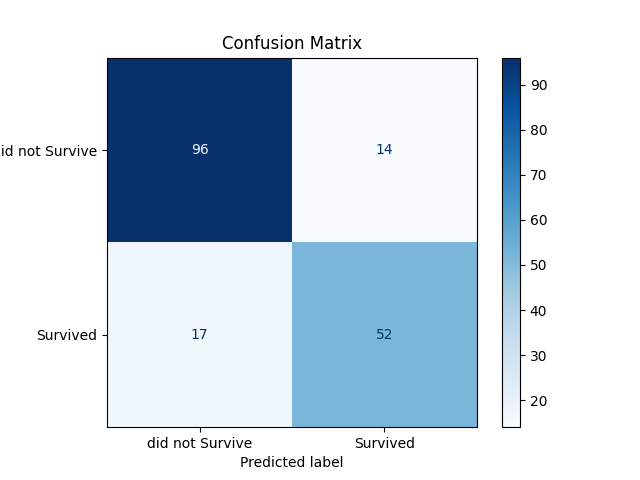 Confusion Matrix
id not Survive
96
14
Survived
17
52
did not Survive
Survived
Predicted label
90
80
70
60
50
40
30
20